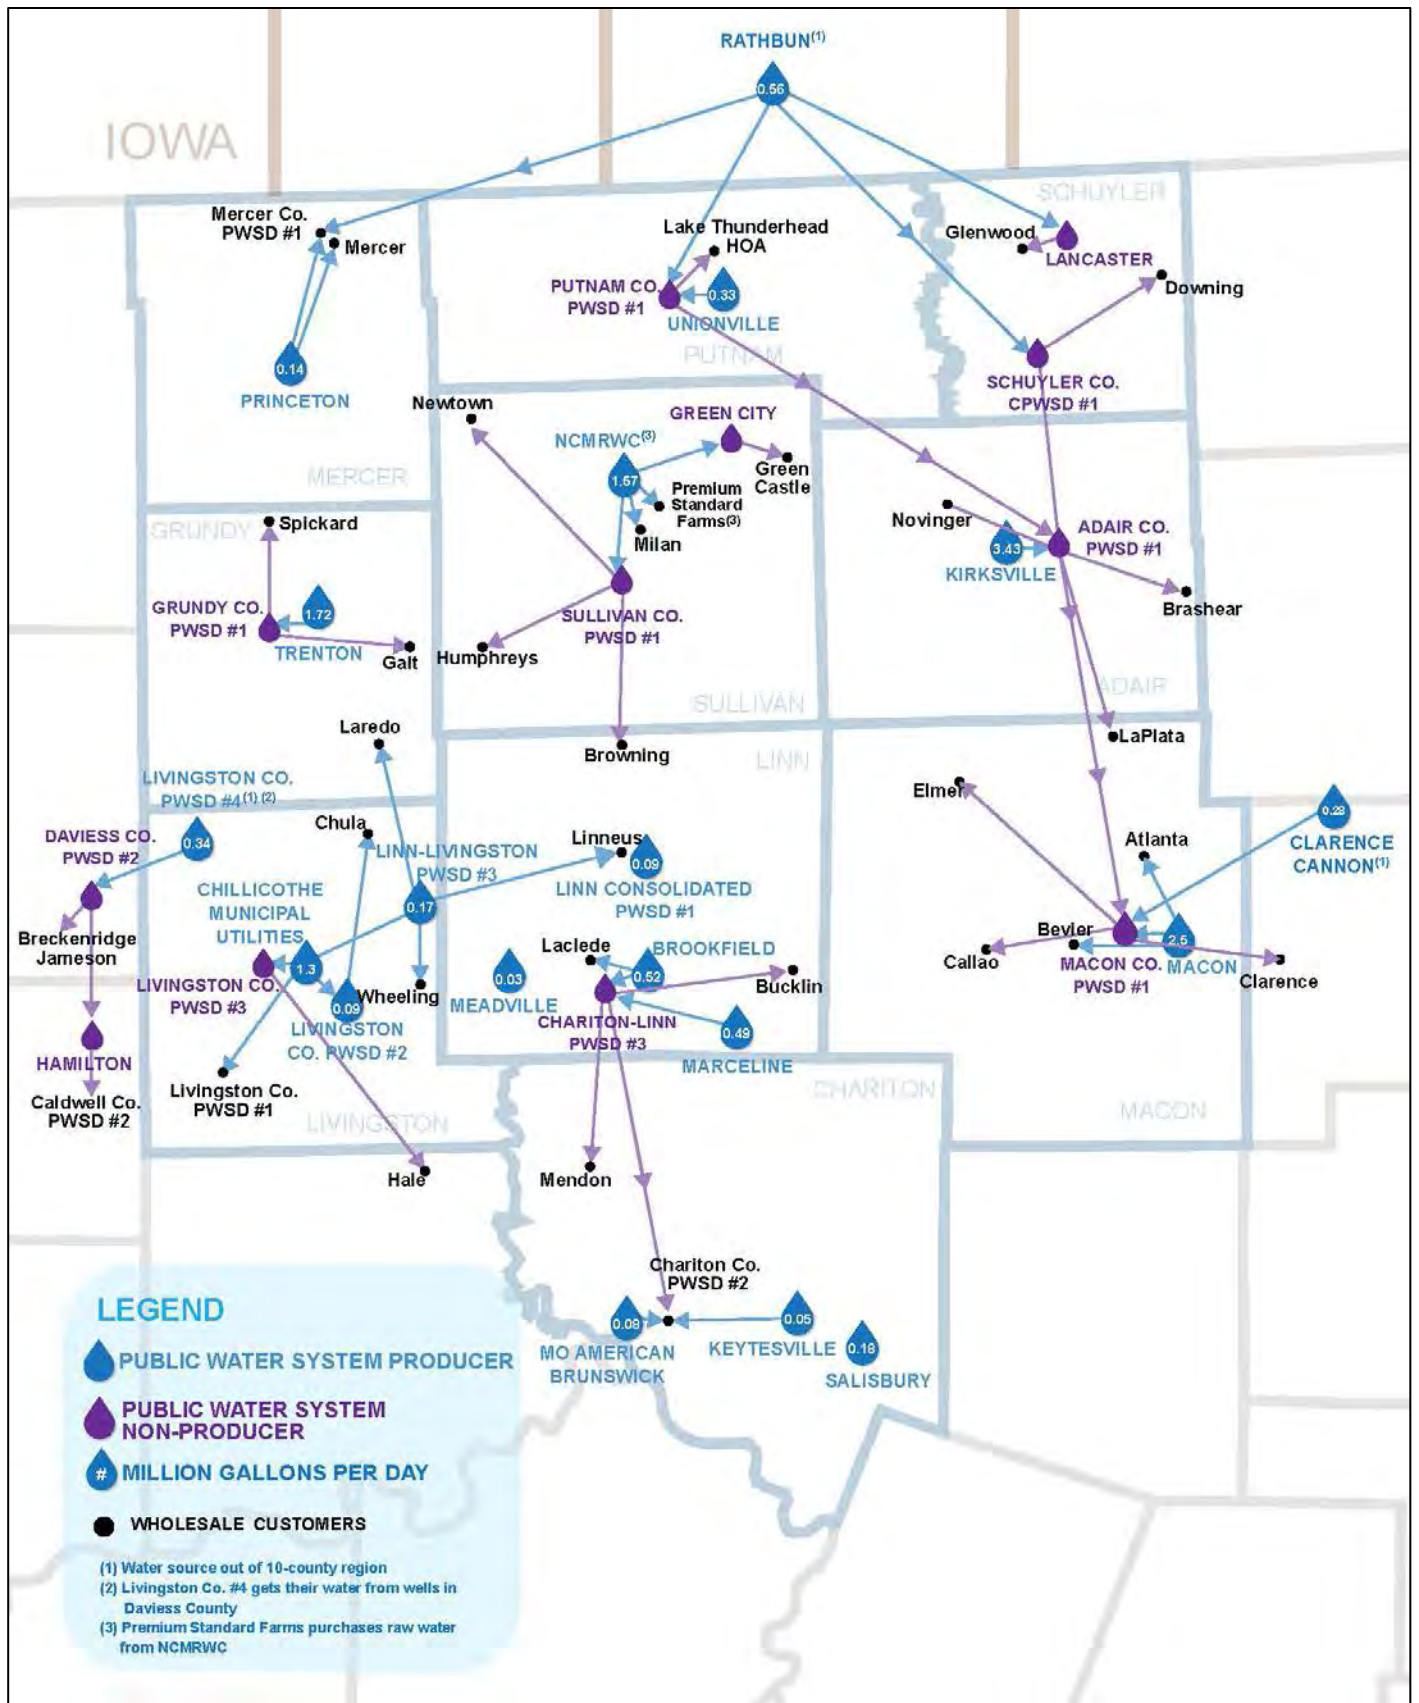 RATHBUN(1)
0.56
IOWA
SCHUYLER
Mercer Co.
PWSD #1
Mercer
Lake Thunderhead
HOA
Glenwood
LANCASTER
Downing
PUTNAM CO.
PWSD #1
0.33
UNIONVILLE
PUTNAM
0.14
PRINCETON
SCHUYLER CO.
CPWSD #1
Newtown
GREEN CITY
NCMRWC(3)
1.57
Green
Castle
Premium
Standard
Farms(3)
Milan
MERCER
GRUNDY
Spickard
Novinger
3.43
KIRKSVILLE
ADAIR CO.
PWSD #1
Brashear
GRUNDY CO.
PWSD #1
1.72
TRENTON
Galt
SULLIVAN CO.
PWSD #1
Humphreys
SULLIVAN
ADAIR
Laredo
Browning
LINN
LaPlata
LIVINGSTON CO.
PWSD #4(1) (2)
0.34
Elmer
0.28
CLARENCE
CANNON(1)
DAVIESS CO.
PWSD #2
Chula
LINN-LIVINGSTON
PWSD #3
0.17
Linneus
0.09
LINN CONSOLIDATED
PWSD #1
Atlanta
CHILLICOTHE
MUNICIPAL
UTILITIES
1.3
Breckenridge
Jameson
Laclede
BROOKFIELD
0.52
Bevier
2.5
MACON
MACON CO.
PWSD #1
Callao
Clarence
LIVINGSTON CO.
PWSD #3
0.09
Wheeling
LIVINGSTON
CO. PWSD #2
0.03
MEADVILLE
Bucklin
CHARITON-LINN
PWSD #3
0.49
MARCELINE
HAMILTON
Caldwell Co.
PWSD #2
Livingston Co.
PWSD #1
LIVINGSTON
CHARITON
MACON
Hale
Mendon
Chariton Co.
PWSD #2
0.09
MO AMERICAN
BRUNSWICK
0.05
KEYTESVILLE
0.18
SALISBURY
LEGEND
PUBLIC WATER SYSTEM PRODUCER
PUBLIC WATER SYSTEM
NON-PRODUCER
# MILLION GALLONS PER DAY
WHOLESALE CUSTOMERS
(1) Water source out of 10-county region
(2) Livingston Co. #4 gets their water from wells in
Daviess County
(3) Premium Standard Farms purchases raw water
from NCMRWC